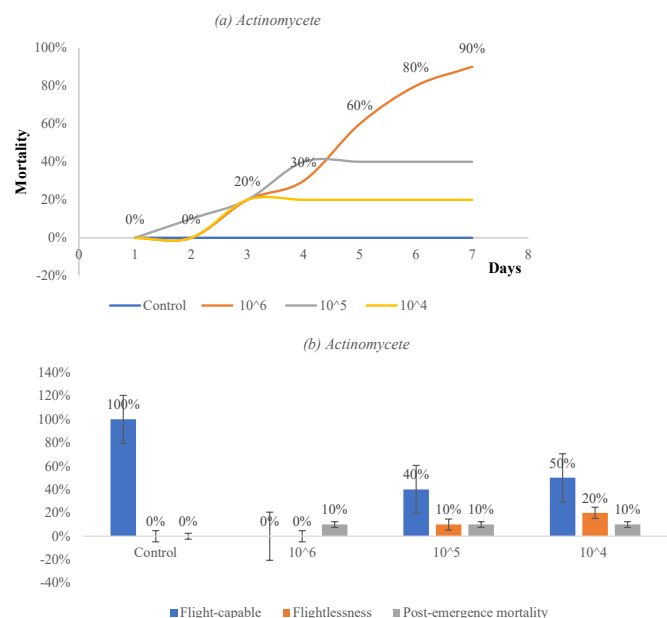 (a) Actinomycete
100%
90%
80%
80%
60%
60%
40%
30%
20%
20%
0%
0%
0%
-20%
0 1 2 3 4 5 6 7 8
Mortality
Days
Control 10^6 10^5 10^4
(b) Actinomycete
140%
120%
100%
100%
80%
60%
50%
40%
40%
20%
20%
10% 10% 10% 10%
0% 0% 0% 0%
0%
-20%
-40%
Control 10^6 10^5 10^4
Flight-capable Flightlessness Post-emergence mortality